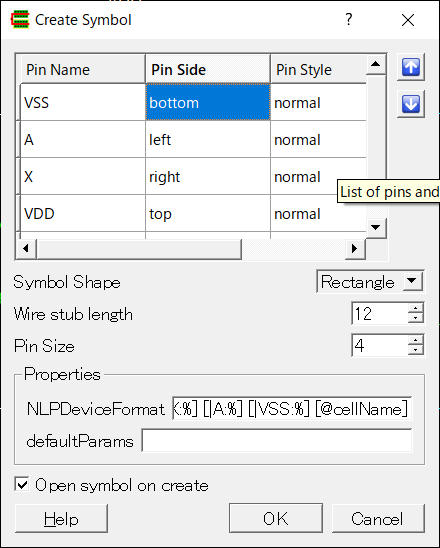 Create Symbol
Pin Name Pin Side Pin Style
VSS bottom normal
A left normal
X right normal
VDD top normal
List of pins and
Symbol Shape Rectangle
Wire stub length 12
Pin Size 4
Properties
NLPDeviceFormat :%] [|A:%] [|VSS:%] [@cellName]
defaultParams
Open symbol on create
Help OK Cancel